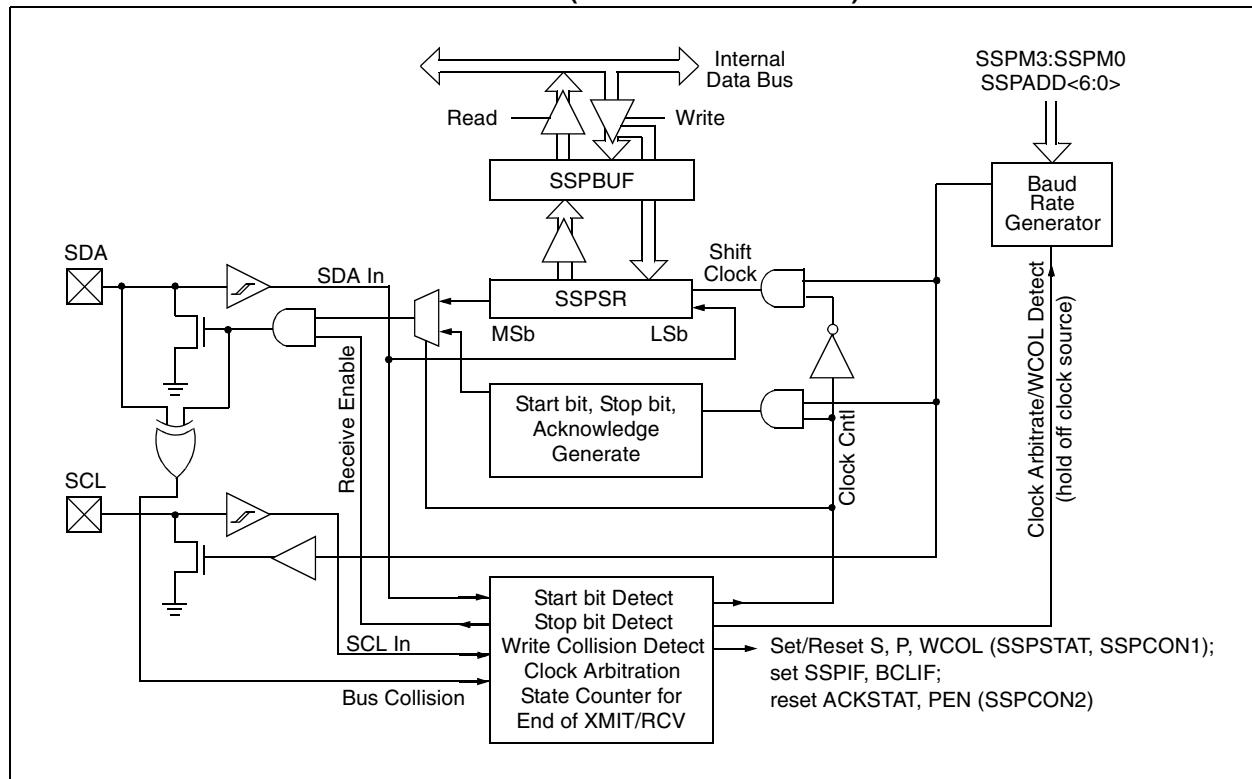 Internal
Data Bus
SSPM3:SSPM0
SSPADD<6:0>
Read
Write
SSPBUF
Baud
Rate
Generator
SDA
SDA In
Shift
Clock
SSPSR
MSb
LSb
Clock Arbitrate/WCOL Detect
(hold off clock source)
Receive Enable
Start bit, Stop bit,
Acknowledge
Generate
Clock Cntl
SCL
SCL In
Bus Collision
Start bit Detect
Stop bit Detect
Write Collision Detect
Clock Arbitration
State Counter for
End of XMIT/RCV
Set/Reset S, P, WCOL (SSPSTAT, SSPCON1);
set SSPIF, BCLIF;
reset ACKSTAT, PEN (SSPCON2)